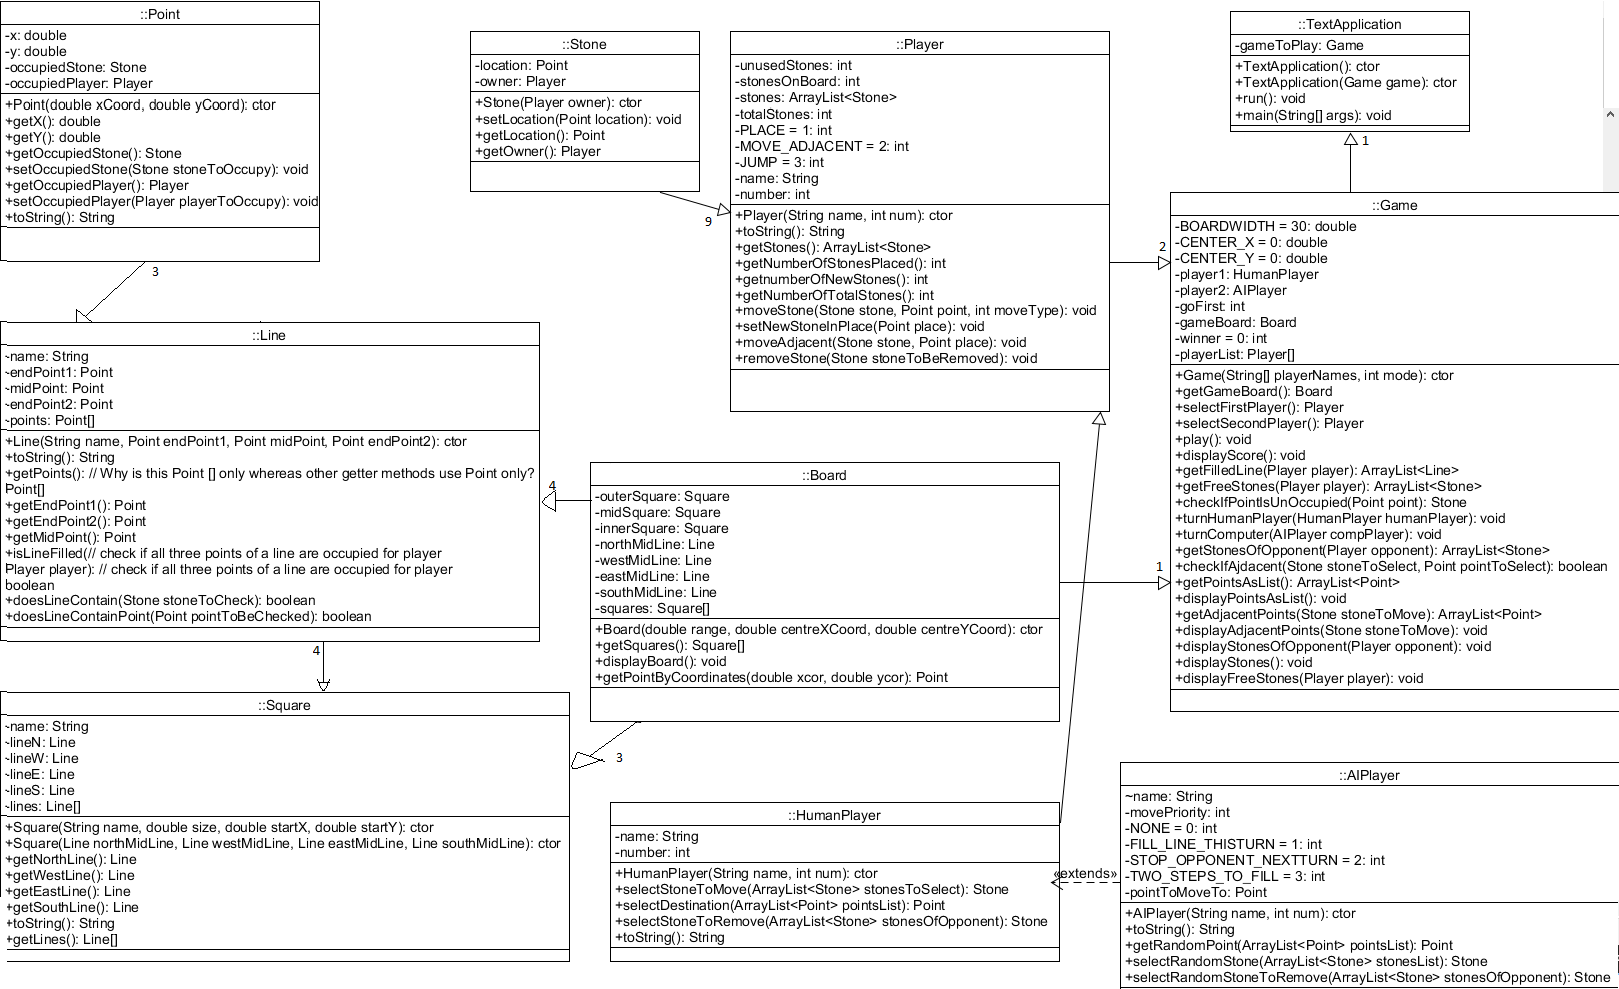 ::Point
-x: double
-y: double
-occupiedStone: Stone
-occupiedPlayer: Player
+Point(double xCoord, double yCoord): ctor
+getX(): double
+getY(): double
+getOccupiedStone(): Stone
+setOccupiedStone(Stone stoneToOccupy): void
+getOccupiedPlayer(): Player
+setOccupiedPlayer(Player playerToOccupy): void
+toString(): String
3
::Stone
-location: Point
-owner: Player
+Stone(Player owner): ctor
+setLocation(Point location): void
+getLocation(): Point
+getOwner(): Player
9
::Player
-unusedStones: int
-stonesOnBoard: int
-stones: ArrayList<Stone>
-totalStones: int
-PLACE = 1: int
-MOVE_ADJACENT = 2: int
-JUMP = 3: int
-name: String
-number: int
+Player(String name, int num): ctor
+toString(): String
+getStones(): ArrayList<Stone>
+getNumberOfStonesPlaced(): int
+getnumberOfNewStones(): int
+getNumberOfTotalStones(): int
+moveStone(Stone stone, Point point, int moveType): void
+setNewStoneInPlace(Point place): void
+moveAdjacent(Stone stone, Point place): void
+removeStone(Stone stoneToBeRemoved): void
2
::TextApplication
-gameToPlay: Game
+TextApplication(): ctor
+TextApplication(Game game): ctor
+run(): void
+main(String[] args): void
1
::Game
-BOARDWIDTH = 30: double
-CENTER_X = 0: double
-CENTER_Y = 0: double
-player1: HumanPlayer
-player2: AIPlayer
-goFirst: int
-gameBoard: Board
-winner = 0: int
-playerList: Player[]
+Game(String[] playerNames, int mode): ctor
+getGameBoard(): Board
+selectFirstPlayer(): Player
+selectSecondPlayer(): Player
+play(): void
+displayScore(): void
+getFilledLine(Player player): ArrayList<Line>
+getFreeStones(Player player): ArrayList<Stone>
+checkIfPointIsUnOccupied(Point point): Stone
+turnHumanPlayer(HumanPlayer humanPlayer): void
+turnComputer(AIPlayer compPlayer): void
+getStonesOfOpponent(Player opponent): ArrayList<Stone>
+checkIfAjdacent(Stone stoneToSelect, Point pointToSelect): boolean
+getPointsAsList(): ArrayList<Point>
+displayPointsAsList(): void
+getAdjacentPoints(Stone stoneToMove): ArrayList<Point>
+displayAdjacentPoints(Stone stoneToMove): void
+displayStonesOfOpponent(Player opponent): void
+displayStones(): void
+displayFreeStones(Player player): void
::Line
~name: String
~endPoint1: Point
~midPoint: Point
~endPoint2: Point
~points: Point[]
+Line(String name, Point endPoint1, Point midPoint, Point endPoint2): ctor
+toString(): String
+getPoints(): // Why is this Point [] only whereas other getter methods use Point only?
Point[]
+getEndPoint1(): Point
+getEndPoint2(): Point
+getMidPoint(): Point
+isLineFilled(// check if all three points of a line are occupied for player
Player player): // check if all three points of a line are occupied for player
boolean
+doesLineContain(Stone stoneToCheck): boolean
+doesLineContainPoint(Point pointToBeChecked): boolean
4
4
::Board
-outerSquare: Square
-midSquare: Square
-innerSquare: Square
-northMidLine: Line
-westMidLine: Line
-eastMidLine: Line
-southMidLine: Line
-squares: Square[]
+Board(double range, double centreXCoord, double centreYCoord): ctor
+getSquares(): Square[]
+displayBoard(): void
+getPointByCoordinates(double xcor, double ycor): Point
1
3
::Square
~name: String
~lineN: Line
~lineW: Line
~lineE: Line
~lineS: Line
~lines: Line[]
+Square(String name, double size, double startX, double startY): ctor
+Square(Line northMidLine, Line westMidLine, Line eastMidLine, Line southMidLine): ctor
+getNorthLine(): Line
+getWestLine(): Line
+getEastLine(): Line
+getSouthLine(): Line
+toString(): String
+getLines(): Line[]
::HumanPlayer
-name: String
-number: int
+HumanPlayer(String name, int num): ctor
+selectStoneToMove(ArrayList<Stone> stonesToSelect): Stone
+selectDestination(ArrayList<Point> pointsList): Point
+selectStoneToRemove(ArrayList<Stone> stonesOfOpponent): Stone
+toString(): String
«extends»
::AIPlayer
~name: String
-movePriority: int
-NONE = 0: int
-FILL_LINE_THISTURN = 1: int
-STOP_OPPONENT_NEXTTURN = 2: int
-TWO_STEPS_TO_FILL = 3: int
-pointToMoveTo: Point
+AIPlayer(String name, int num): ctor
+toString(): String
+getRandomPoint(ArrayList<Point> pointsList): Point
+selectRandomStone(ArrayList<Stone> stonesList): Stone
+selectRandomStoneToRemove(ArrayList<Stone> stonesOfOpponent): Stone